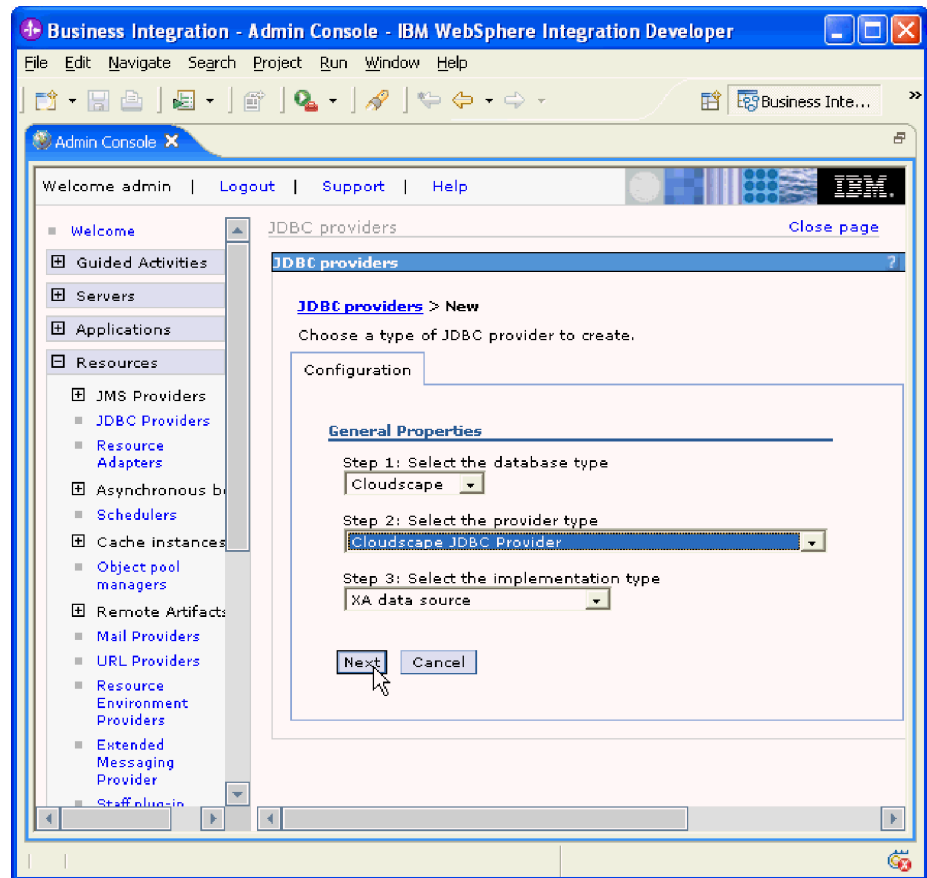 Business Integration - Admin Console - IBM WebSphere Integration Developer
File Edit Navigate Search Project Run Window Help
Business Inte... »
Admin Console
Welcome admin | Logout | Support | Help
IBM.
Welcome
Guided Activities
Servers
Applications
Resources
JMS Providers
JDBC Providers
Resource
Adapters
Asynchronous
Schedulers
Cache instances
Object pool
managers
Remote Artifacts
Mail Providers
URL Providers
Resource
Environment
Providers
Extended
Messaging
Provider
Staff plug-in
JDBC providers Close page
JDBC providers ?
JDBC providers > New
Choose a type of JDBC provider to create.
Configuration
General Properties
Step 1: Select the database type
Cloudscape
Step 2: Select the provider type
Cloudscape JDBC Provider
Step 3: Select the implementation type
XA data source
Next Cancel